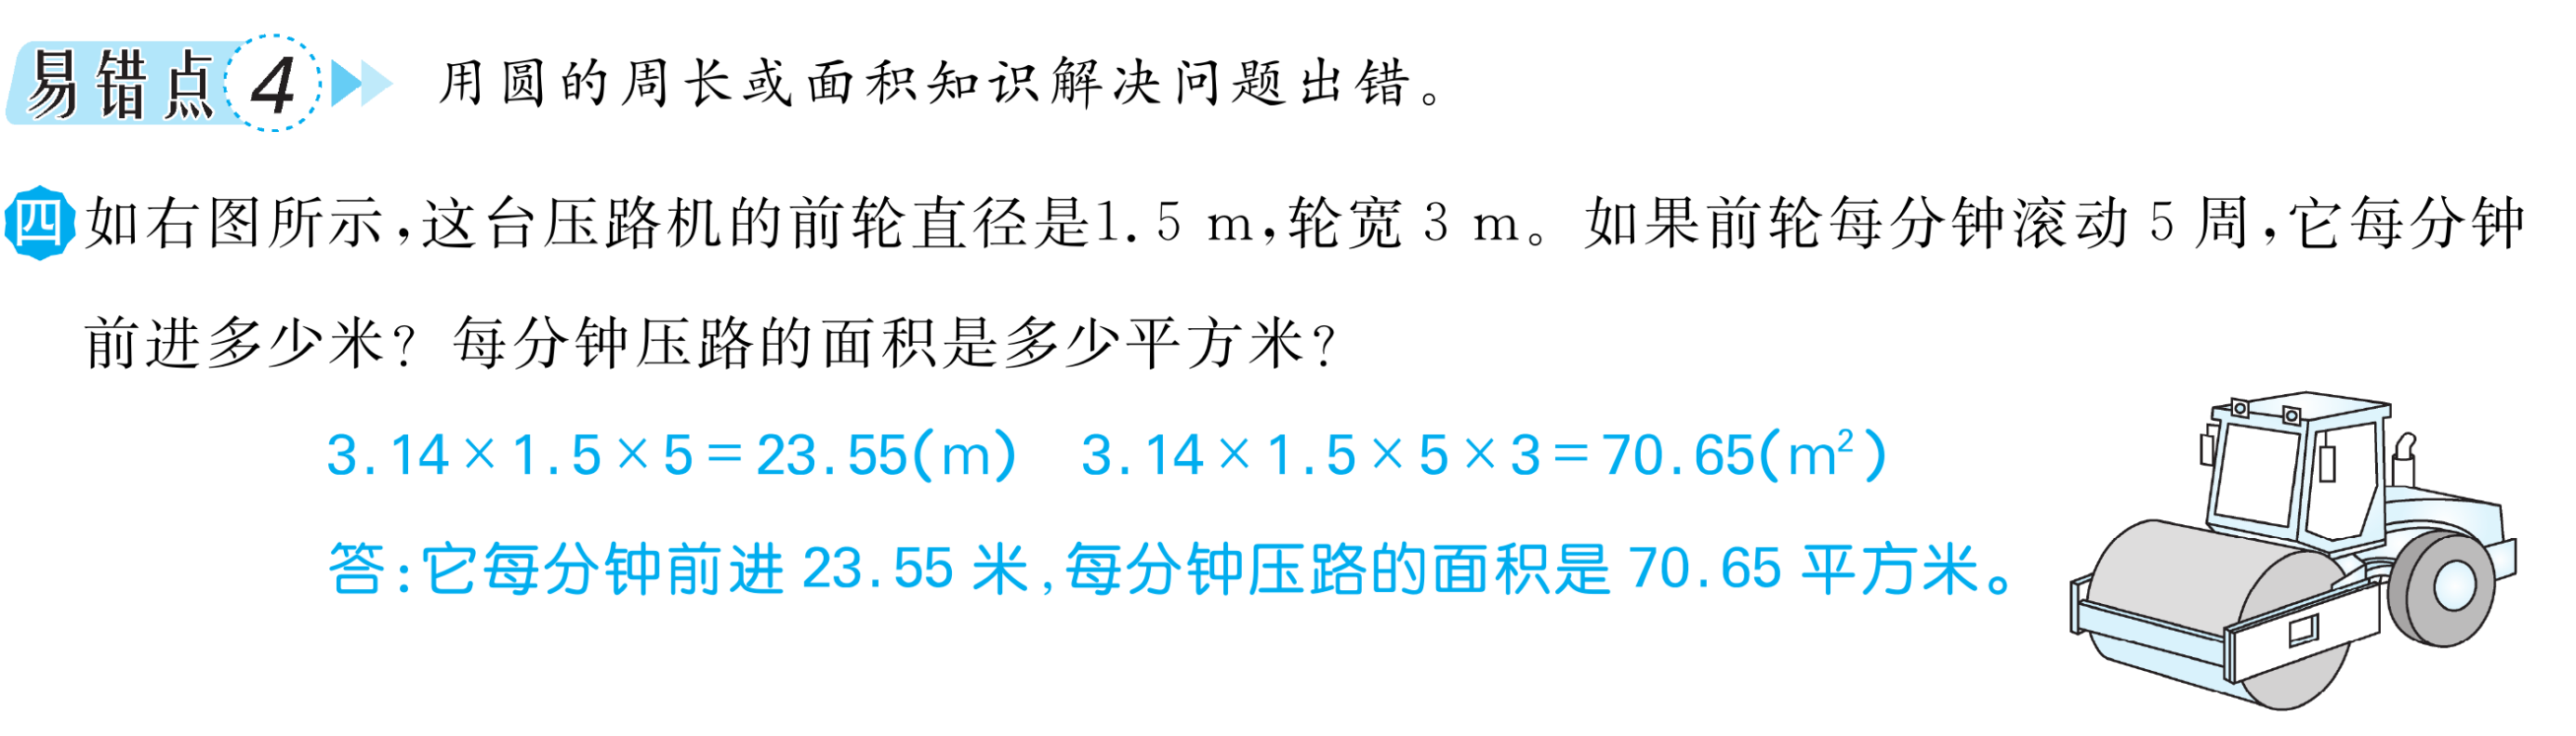 易错点4 用圆的周长或面积知识解决问题出错。
四 如右图所示,这台压路机的前轮直径是1.5 m,轮宽 3 m。如果前轮每分钟滚动 5 周,它每分钟
前进多少米? 每分钟压路的面积是多少平方米?
3.14×1.5×5=23.55(m) 3.14×1.5×5×3=70.65(m²)
答:它每分钟前进 23.55 米,每分钟压路的面积是 70.65 平方米。